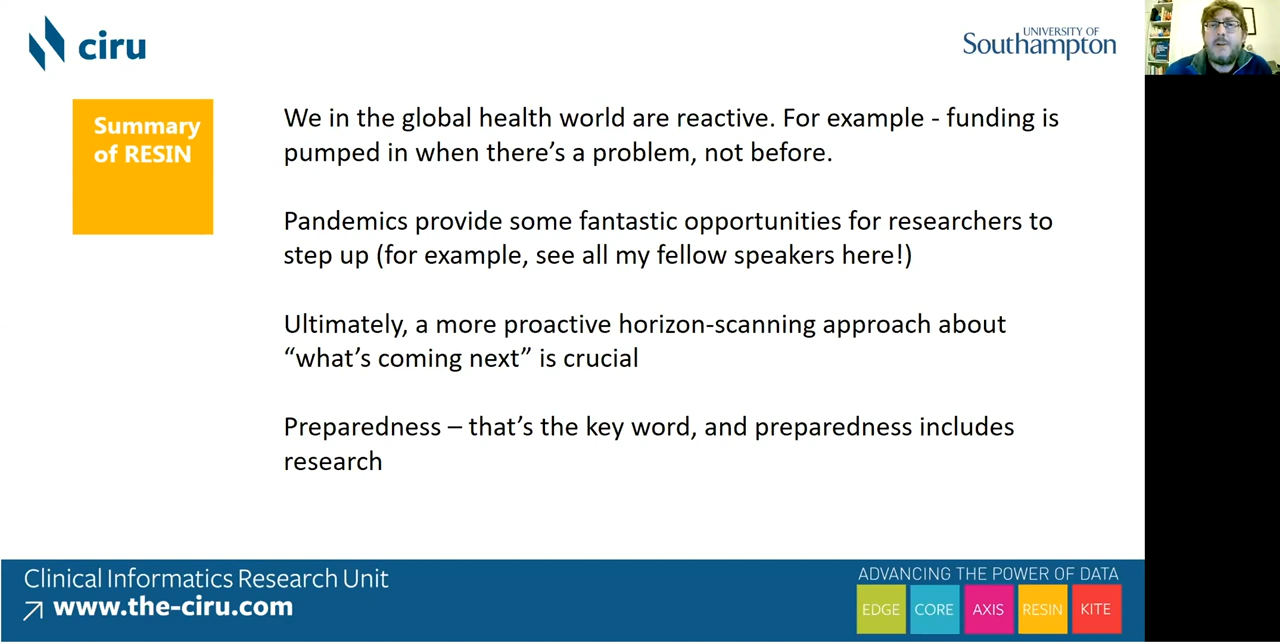 ciru
UNIVERSITY OF
Southampton
Summary
of RESIN
We in the global health world are reactive. For example - funding is
pumped in when there’s a problem, not before.
Pandemics provide some fantastic opportunities for researchers to
step up (for example, see all my fellow speakers here!)
Ultimately, a more proactive horizon-scanning approach about
“what’s coming next” is crucial
Preparedness – that’s the key word, and preparedness includes
research
Clinical Informatics Research Unit
www.the-ciru.com
ADVANCING THE POWER OF DATA
EDGE CORE AXIS RESIN KITE